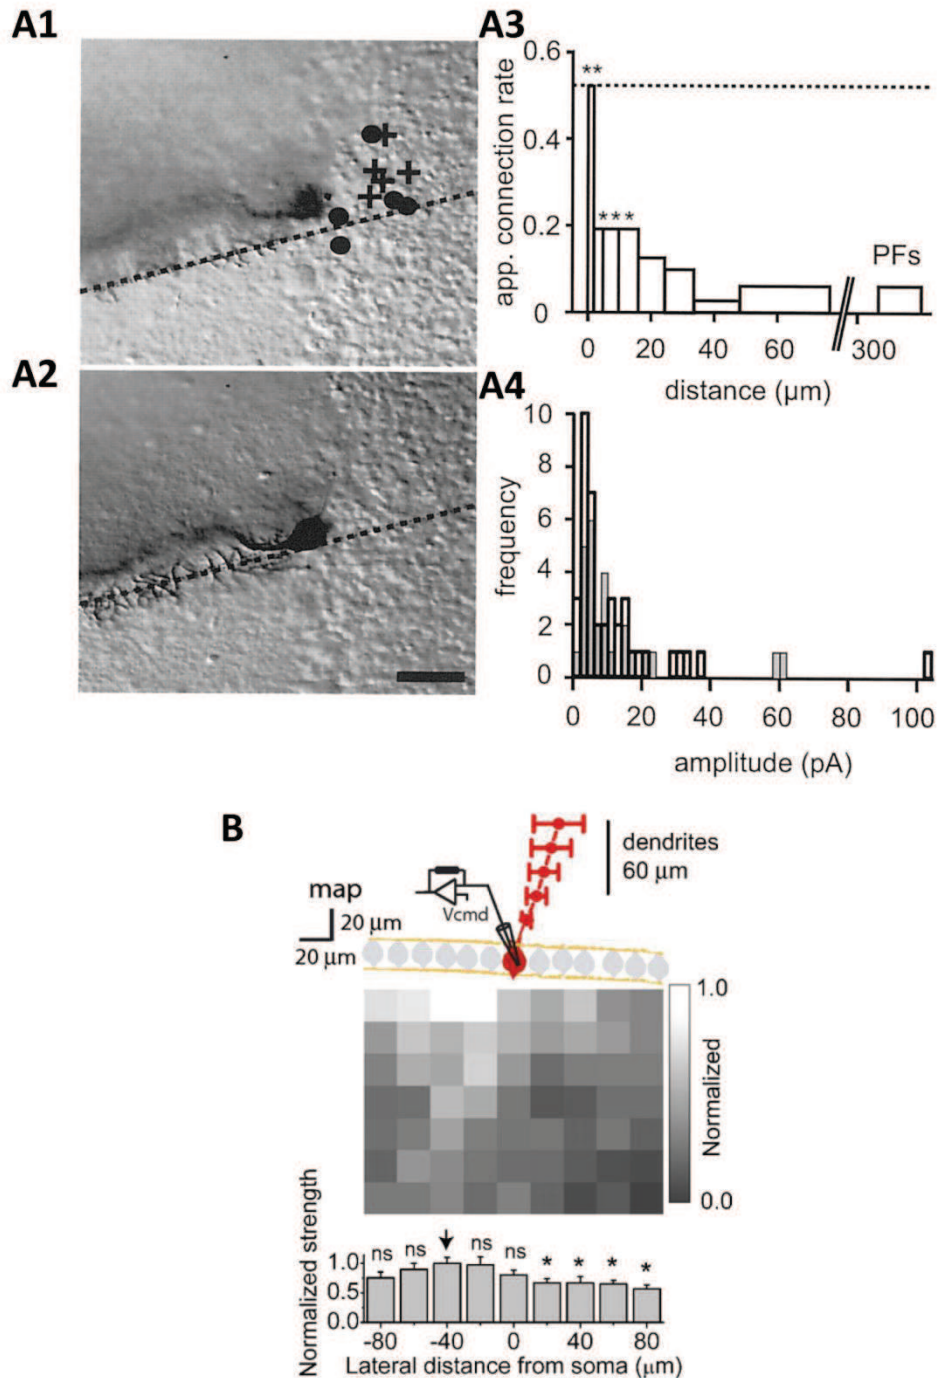 A1
A2
A3
app. connection rate
0.6
0.4
0.2
0
**
***
PFs
0 20 40 60 300
distance (µm)
A4
frequency
10
8
6
4
2
0
0 20 40 60 80 100
amplitude (pA)
B
dendrites
60 µm
map
20 µm
20 µm
Vcmd
1.0
Normalized
0.0
Normalized strength
1.0
0.5
0.0
ns ns ns ns * * * *
-80 -40 0 40 80
Lateral distance from soma (µm)